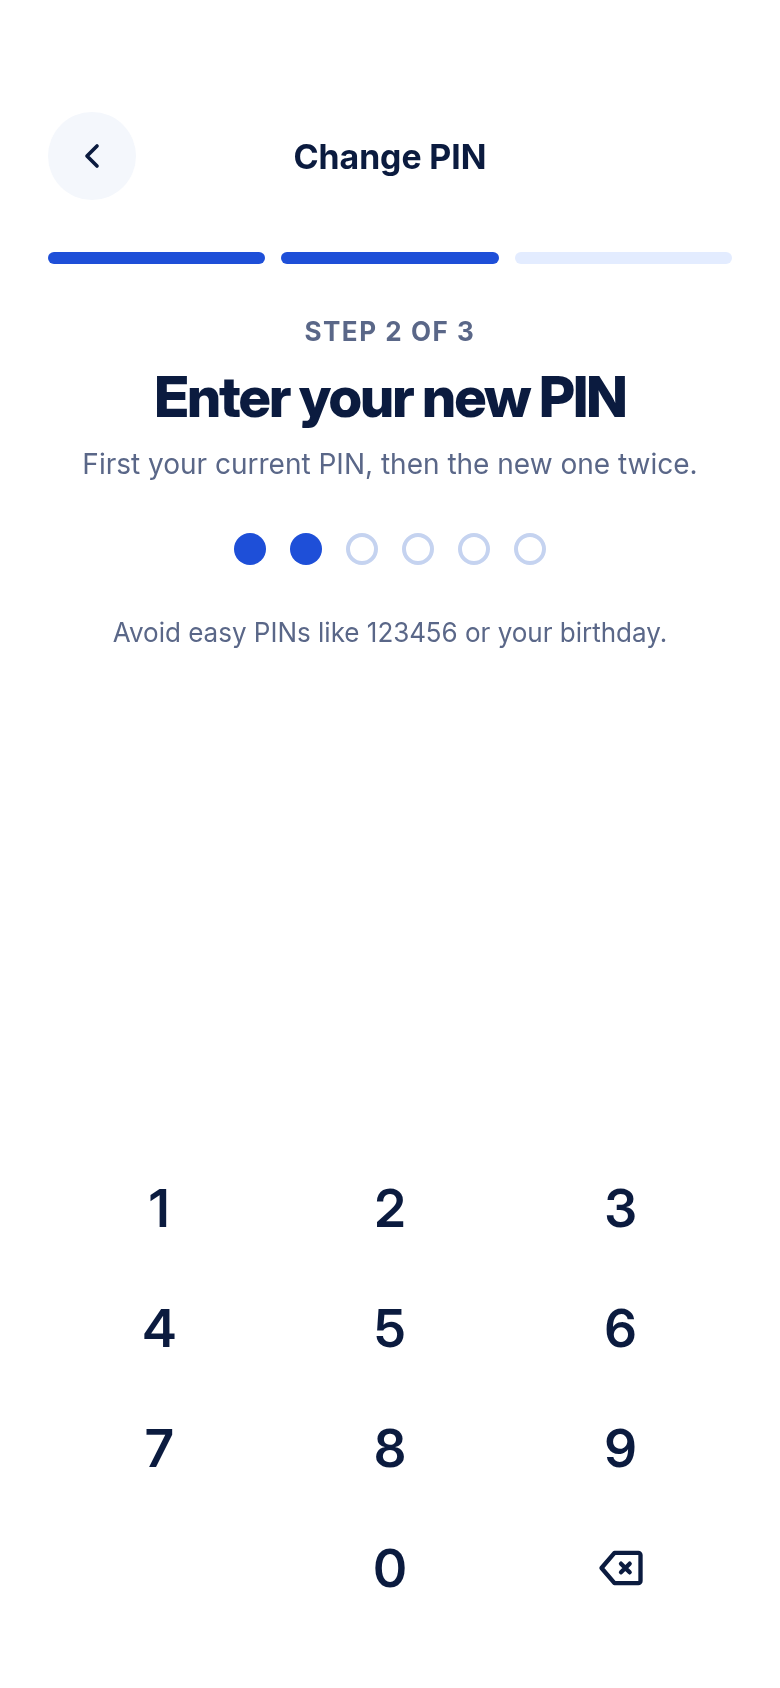 Change PIN
STEP 2 OF 3
Enter your new PIN
First your current PIN, then the new one twice.
Avoid easy PINs like 123456 or your birthday.
1 2 3
4 5 6
7 8 9
0